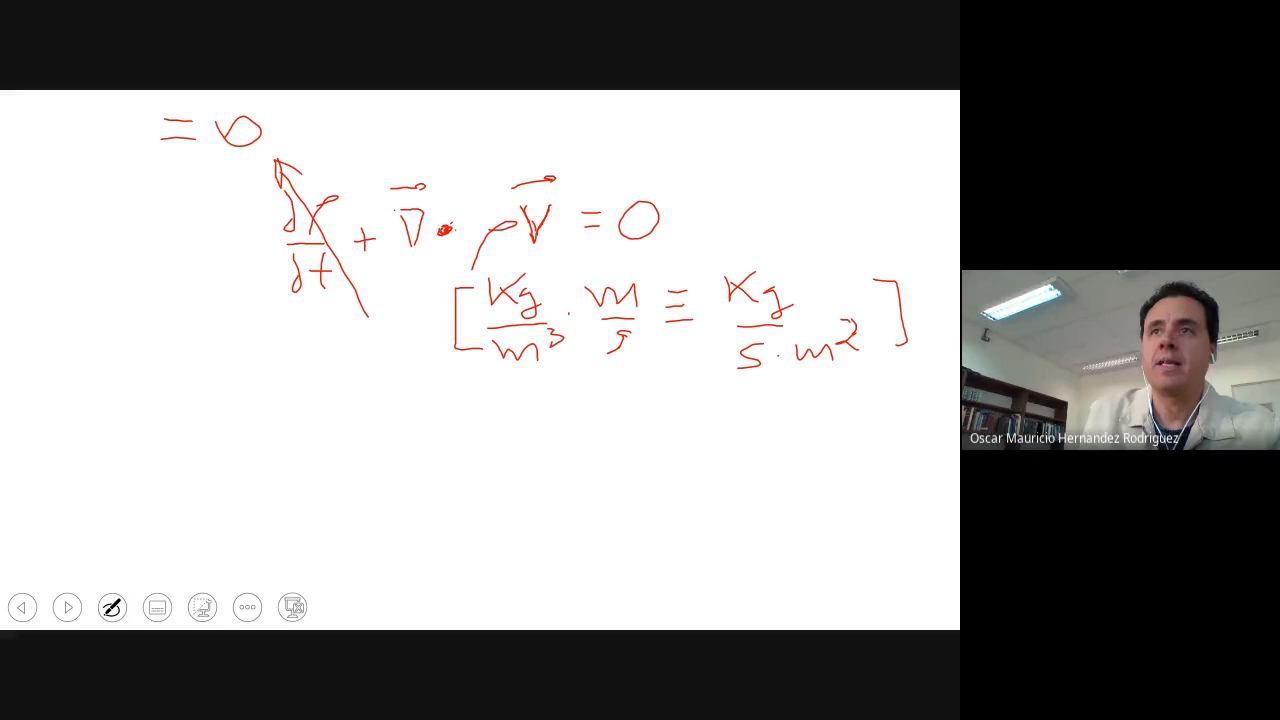 = 0
∂ρ/∂t + ∇⃗ • ρV⃗ = 0
[Kg/m³ · m/s ≡ Kg/s · m²]
Oscar Mauricio Hernandez Rodriguez